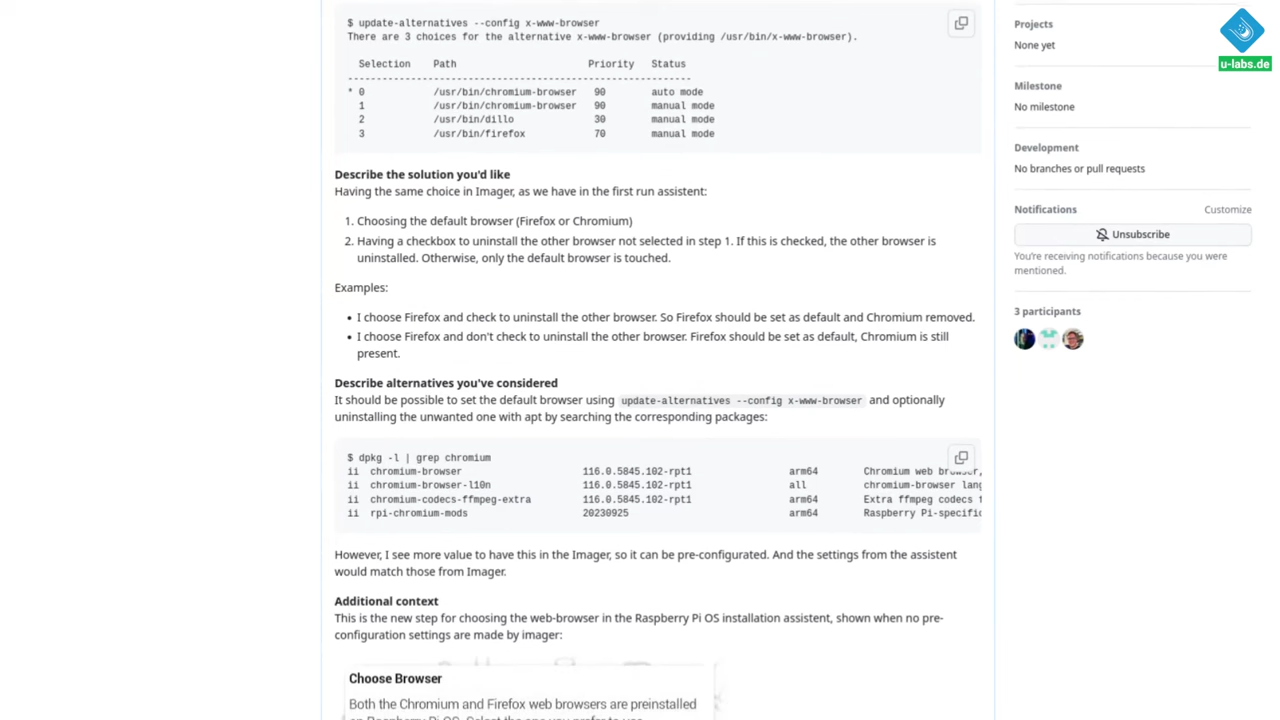 $ update-alternatives --config x-www-browser
There are 3 choices for the alternative x-www-browser (providing /usr/bin/x-www-browser).
Selection Path Priority Status
------------------------------------------------------------
* 0 /usr/bin/chromium-browser 90 auto mode
1 /usr/bin/chromium-browser 90 manual mode
2 /usr/bin/dillo 30 manual mode
3 /usr/bin/firefox 70 manual mode
Describe the solution you'd like
Having the same choice in Imager, as we have in the first run assistent:
1. Choosing the default browser (Firefox or Chromium)
2. Having a checkbox to uninstall the other browser not selected in step 1. If this is checked, the other browser is
uninstalled. Otherwise, only the default browser is touched.
Examples:
• I choose Firefox and check to uninstall the other browser. So Firefox should be set as default and Chromium removed.
• I choose Firefox and don't check to uninstall the other browser. Firefox should be set as default, Chromium is still
present.
Describe alternatives you've considered
It should be possible to set the default browser using update-alternatives --config x-www-browser and optionally
uninstalling the unwanted one with apt by searching the corresponding packages:
$ dpkg -l | grep chromium
ii chromium-browser 116.0.5845.102-rpt1 arm64 Chromium web browser,
ii chromium-browser-l10n 116.0.5845.102-rpt1 all chromium-browser lang
ii chromium-codecs-ffmpeg-extra 116.0.5845.102-rpt1 arm64 Extra ffmpeg codecs f
ii rpi-chromium-mods 20230925 arm64 Raspberry Pi-specific
However, I see more value to have this in the Imager, so it can be pre-configurated. And the settings from the assistent
would match those from Imager.
Additional context
This is the new step for choosing the web-browser in the Raspberry Pi OS installation assistent, shown when no pre-
configuration settings are made by imager:
Choose Browser
Both the Chromium and Firefox web browsers are preinstalled
on Raspberry Pi OS. Select the one you prefer to use.
Projects
None yet
Milestone
No milestone
Development
No branches or pull requests
Notifications Customize
Unsubscribe
You're receiving notifications because you were
mentioned.
3 participants
u-labs.de